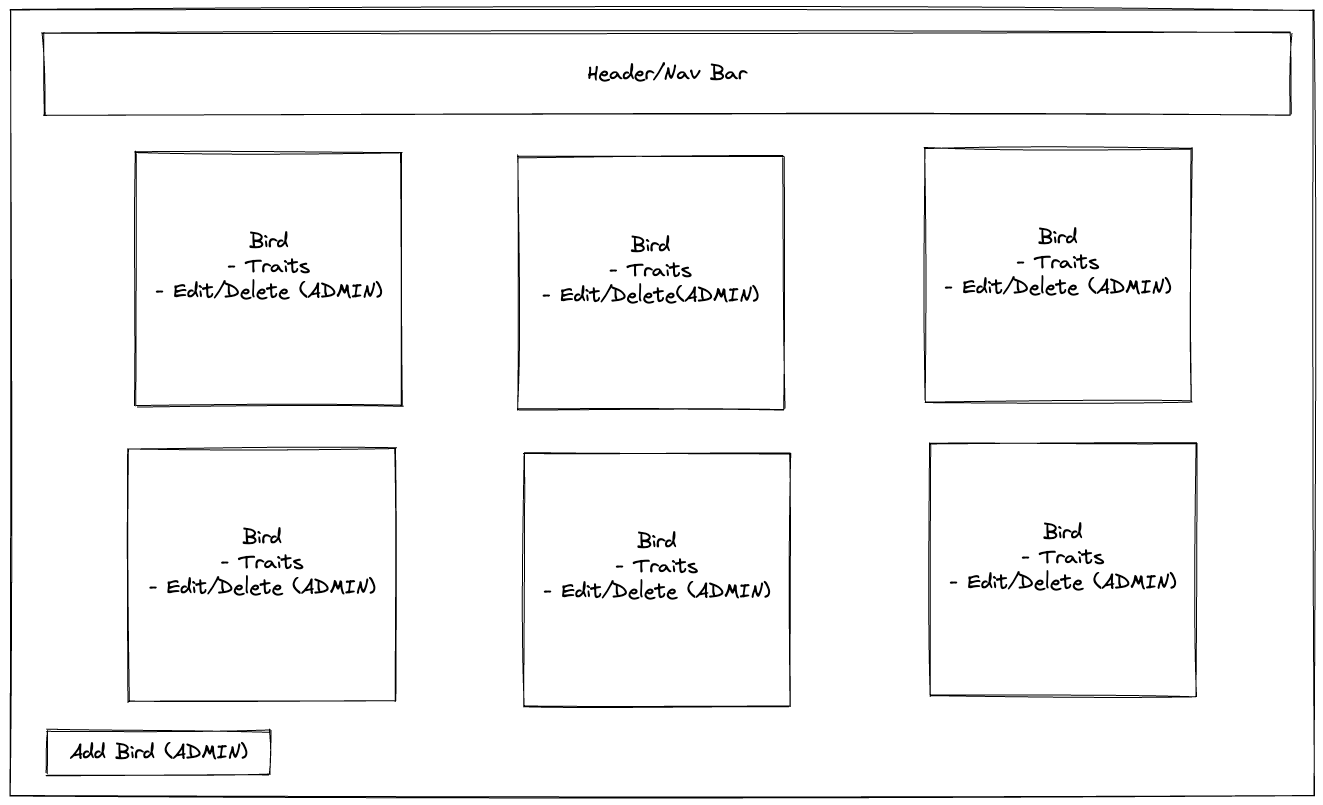 Header/Nav Bar
Bird
- Traits
- Edit/Delete (ADMIN)
Bird
- Traits
- Edit/Delete(ADMIN)
Bird
- Traits
- Edit/Delete (ADMIN)
Bird
- Traits
- Edit/Delete (ADMIN)
Bird
- Traits
- Edit/Delete (ADMIN)
Bird
- Traits
- Edit/Delete (ADMIN)
Add Bird (ADMIN)